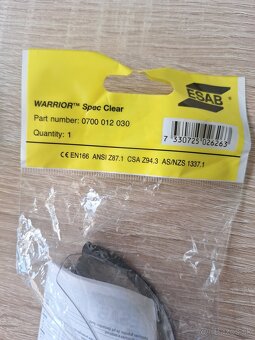 WARRIOR™ Spec Clear
Part number: 0700 012 030
Quantity: 1
ESAB
7 330725 026263
CE EN166 ANSI Z87.1 CSA Z94.3 AS/NZS 1337.1